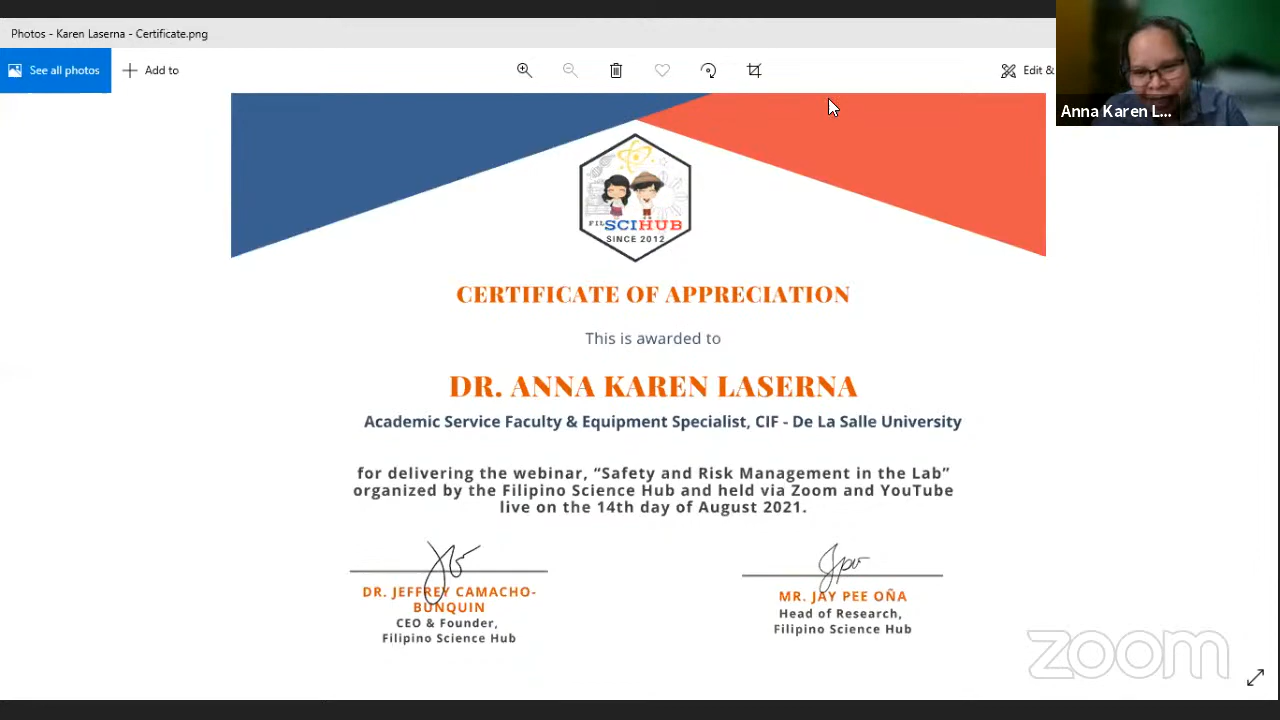 Photos - Karen Laserna - Certificate.png
See all photos
Add to
Edit &
Anna Karen L...
FIL SCIHUB
SINCE 2012
CERTIFICATE OF APPRECIATION
This is awarded to
DR. ANNA KAREN LASERNA
Academic Service Faculty & Equipment Specialist, CIF - De La Salle University
for delivering the webinar, “Safety and Risk Management in the Lab”
organized by the Filipino Science Hub and held via Zoom and YouTube
live on the 14th day of August 2021.
DR. JEFFREY CAMACHO-
BUNQUIN
CEO & Founder,
Filipino Science Hub
MR. JAY PEE OÑA
Head of Research,
Filipino Science Hub
zoom